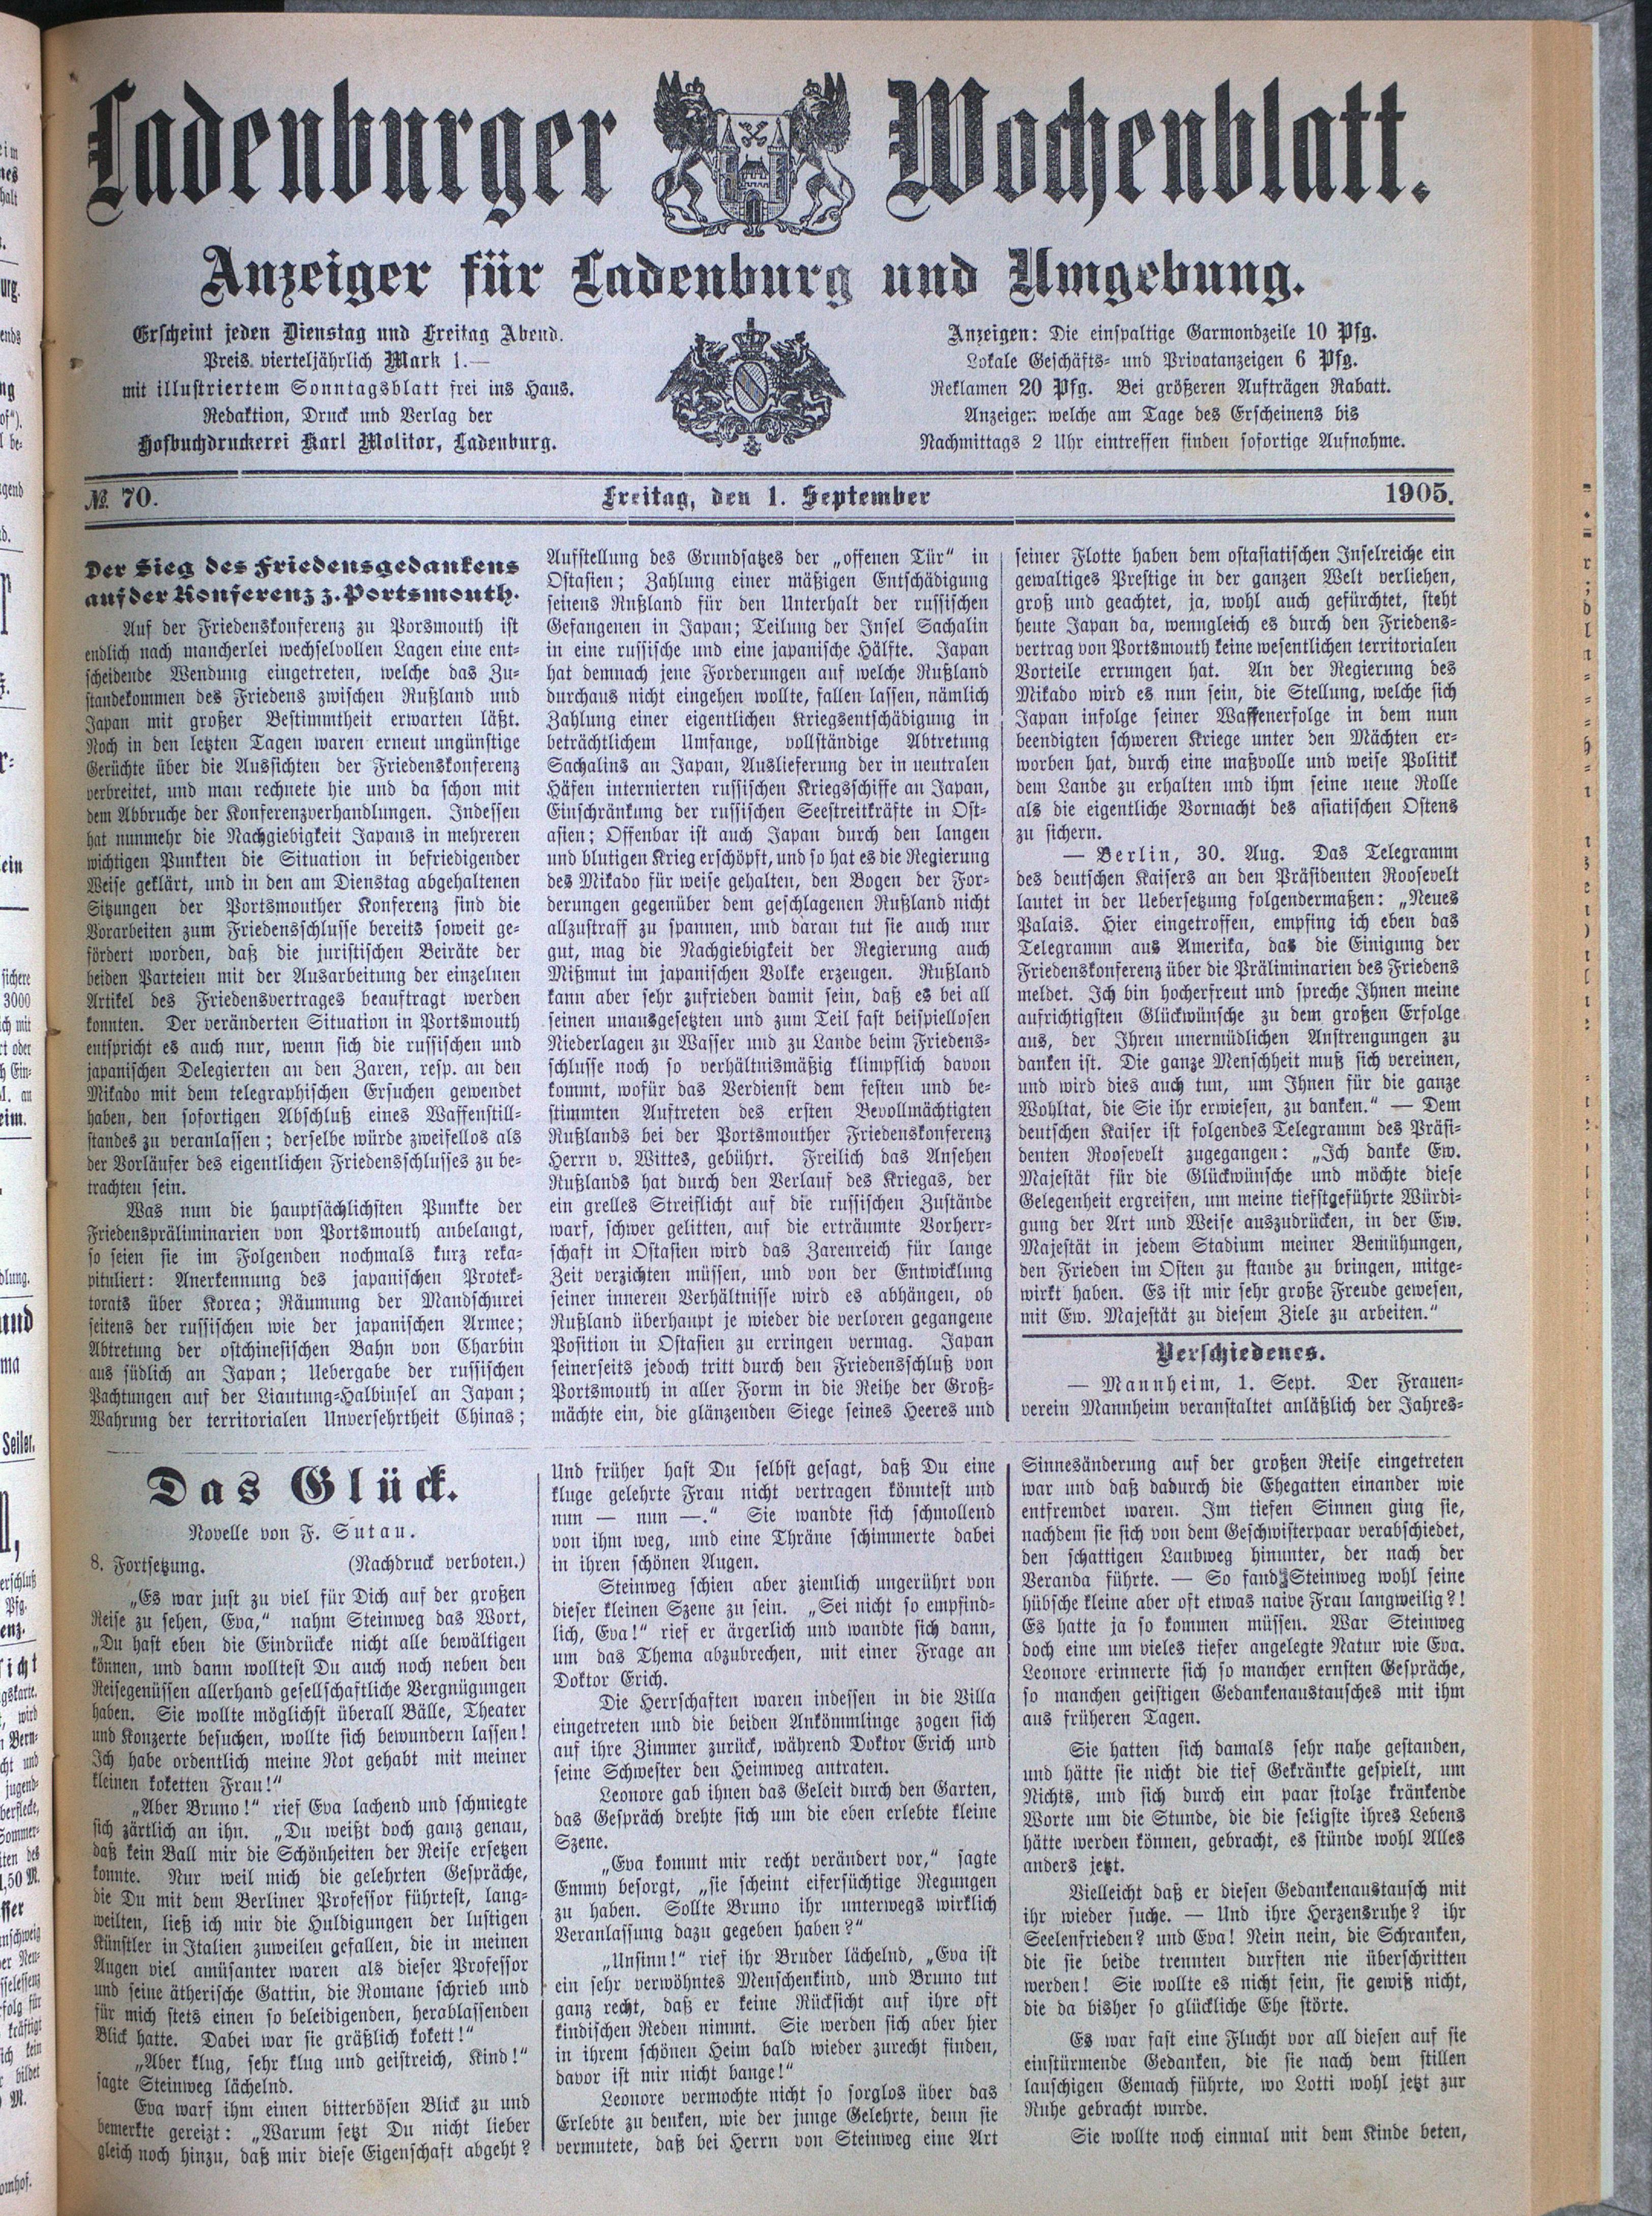 Ladenburger Wochenblatt.
Anzeiger für Ladenburg und Umgebung.
Erscheint jeden Dienstag und Freitag Abend.
Preis vierteljährlich Mark 1.—
mit illustriertem Sonntagsblatt frei ins Haus.
Redaktion, Druck und Verlag der
Hofbuchdruckerei Karl Molitor, Ladenburg.
Anzeigen: Die einspaltige Garmondzeile 10 Pfg.
Lokale Geschäfts- und Privatanzeigen 6 Pfg.
Reklamen 20 Pfg. Bei größeren Aufträgen Rabatt.
Anzeigen welche am Tage des Erscheinens bis
Nachmittags 2 Uhr eintreffen finden sofortige Aufnahme.
№ 70. Freitag, den 1. September 1905.
Der Sieg des Friedensgedankens
auf der Konferenz z. Portsmouth.
Auf der Friedenskonferenz zu Porsmouth ist
endlich nach mancherlei wechselvollen Lagen eine ent-
scheidende Wendung eingetreten, welche das Zu-
standekommen des Friedens zwischen Rußland und
Japan mit großer Bestimmtheit erwarten läßt.
Noch in den letzten Tagen waren erneut ungünstige
Gerüchte über die Aussichten der Friedenskonferenz
verbreitet, und man rechnete hie und da schon mit
dem Abbruche der Konferenzverhandlungen. Indessen
hat nunmehr die Nachgiebigkeit Japans in mehreren
wichtigen Punkten die Situation in befriedigender
Weise geklärt, und in den am Dienstag abgehaltenen
Sitzungen der Portsmouther Konferenz sind die
Vorarbeiten zum Friedensschlusse bereits soweit ge-
fördert worden, daß die juristischen Beiräte der
beiden Parteien mit der Ausarbeitung der einzelnen
Artikel des Friedensvertrages beauftragt werden
konnten. Der veränderten Situation in Portsmouth
entspricht es auch nur, wenn sich die russischen und
japanischen Delegierten an den Zaren, resp. an den
Mikado mit dem telegraphischen Ersuchen gewendet
haben, den sofortigen Abschluß eines Waffenstill-
standes zu veranlassen; derselbe würde zweifellos als
der Vorläufer des eigentlichen Friedensschlusses zu be-
trachten sein.
Was nun die hauptsächlichsten Punkte der
Friedenspräliminarien von Portsmouth anbelangt,
so seien sie im Folgenden nochmals kurz reka-
pituliert: Anerkennung des japanischen Protek-
torats über Korea; Räumung der Mandschurei
seitens der russischen wie der japanischen Armee;
Abtretung der ostchinesischen Bahn von Charbin
aus südlich an Japan; Uebergabe der russischen
Pachtungen auf der Liautung-Halbinsel an Japan;
Wahrung der territorialen Unversehrtheit Chinas;
Aufstellung des Grundsatzes der „offenen Tür“ in
Ostasien; Zahlung einer mäßigen Entschädigung
seitens Rußland für den Unterhalt der russischen
Gefangenen in Japan; Teilung der Insel Sachalin
in eine russische und eine japanische Hälfte. Japan
hat demnach jene Forderungen auf welche Rußland
durchaus nicht eingehen wollte, fallen lassen, nämlich
Zahlung einer eigentlichen Kriegsentschädigung in
beträchtlichem Umfange, vollständige Abtretung
Sachalins an Japan, Auslieferung der in neutralen
Häfen internierten russischen Kriegsschiffe an Japan,
Einschränkung der russischen Seestreitkräfte in Ost-
asien; Offenbar ist auch Japan durch den langen
und blutigen Krieg erschöpft, und so hat es die Regierung
des Mikado für weise gehalten, den Bogen der For-
derungen gegenüber dem geschlagenen Rußland nicht
allzustraff zu spannen, und daran tut sie auch nur
gut, mag die Nachgiebigkeit der Regierung auch
Mißmut im japanischen Volke erzeugen. Rußland
kann aber sehr zufrieden damit sein, daß es bei all
seinen unausgesetzten und zum Teil fast beispiellosen
Niederlagen zu Wasser und zu Lande beim Friedens-
schlusse noch so verhältnismäßig klimpflich davon
kommt, wofür das Verdienst dem festen und be-
stimmten Auftreten des ersten Bevollmächtigten
Rußlands bei der Portsmouther Friedenskonferenz
Herrn v. Wittes, gebührt. Freilich das Ansehen
Rußlands hat durch den Verlauf des Kriegas, der
ein grelles Streiflicht auf die russischen Zustände
warf, schwer gelitten, auf die erträumte Vorherr-
schaft in Ostasien wird das Zarenreich für lange
Zeit verzichten müssen, und von der Entwicklung
seiner inneren Verhältnisse wird es abhängen, ob
Rußland überhaupt je wieder die verloren gegangene
Position in Ostasien zu erringen vermag. Japan
seinerseits jedoch tritt durch den Friedensschluß von
Portsmouth in aller Form in die Reihe der Groß-
mächte ein, die glänzenden Siege seines Heeres und
seiner Flotte haben dem ostasiatischen Inselreiche ein
gewaltiges Prestige in der ganzen Welt verliehen,
groß und geachtet, ja, wohl auch gefürchtet, steht
heute Japan da, wenngleich es durch den Friedens-
vertrag von Portsmouth keine wesentlichen territorialen
Vorteile errungen hat. An der Regierung des
Mikado wird es nun sein, die Stellung, welche sich
Japan infolge seiner Waffenerfolge in dem nun
beendigten schweren Kriege unter den Mächten er-
worben hat, durch eine maßvolle und weise Politik
dem Lande zu erhalten und ihm seine neue Rolle
als die eigentliche Vormacht des asiatischen Ostens
zu sichern.
— Berlin, 30. Aug. Das Telegramm
des deutschen Kaisers an den Präsidenten Roosevelt
lautet in der Uebersetzung folgendermaßen: „Neues
Palais. Hier eingetroffen, empfing ich eben das
Telegramm aus Amerika, das die Einigung der
Friedenskonferenz über die Präliminarien des Friedens
meldet. Ich bin hocherfreut und spreche Ihnen meine
aufrichtigsten Glückwünsche zu dem großen Erfolge
aus, der Ihren unermüdlichen Anstrengungen zu
danken ist. Die ganze Menschheit muß sich vereinen,
und wird dies auch tun, um Ihnen für die ganze
Wohltat, die Sie ihr erwiesen, zu danken.“ — Dem
deutschen Kaiser ist folgendes Telegramm des Präsi-
denten Roosevelt zugegangen: „Ich danke Ew.
Majestät für die Glückwünsche und möchte diese
Gelegenheit ergreifen, um meine tiefstgeführte Würdi-
gung der Art und Weise auszudrücken, in der Ew.
Majestät in jedem Stadium meiner Bemühungen,
den Frieden im Osten zu stande zu bringen, mitge-
wirkt haben. Es ist mir sehr große Freude gewesen,
mit Ew. Majestät zu diesem Ziele zu arbeiten.“
Verschiedenes.
— Mannheim, 1. Sept. Der Frauen-
verein Mannheim veranstaltet anläßlich der Jahres-
Das Glück.
Novelle von F. Sutau.
8. Fortsetzung. (Nachdruck verboten.)
„Es war just zu viel für Dich auf der großen
Reise zu sehen, Eva,“ nahm Steinweg das Wort,
„Du hast eben die Eindrücke nicht alle bewältigen
können, und dann wolltest Du auch noch neben den
Reisegenüssen allerhand gesellschaftliche Vergnügungen
haben. Sie wollte möglichst überall Bälle, Theater
und Konzerte besuchen, wollte sich bewundern lassen!
Ich habe ordentlich meine Not gehabt mit meiner
kleinen koketten Frau!“
„Aber Bruno!“ rief Eva lachend und schmiegte
sich zärtlich an ihn. „Du weißt doch ganz genau,
daß kein Ball mir die Schönheiten der Reise ersetzen
konnte. Nur weil mich die gelehrten Gespräche,
die Du mit dem Berliner Professor führtest, lang-
weilten, ließ ich mir die Huldigungen der lustigen
Künstler in Italien zuweilen gefallen, die in meinen
Augen viel amüsanter waren als dieser Professor
und seine ätherische Gattin, die Romane schrieb und
für mich stets einen so beleidigenden, herablassenden
Blick hatte. Dabei war sie gräßlich kokett!“
„Aber klug, sehr klug und geistreich, Kind!“
sagte Steinweg lächelnd.
Eva warf ihm einen bitterbösen Blick zu und
bemerkte gereizt: „Warum setzt Du nicht lieber
gleich noch hinzu, daß mir diese Eigenschaft abgeht?
Und früher hast Du selbst gesagt, daß Du eine
kluge gelehrte Frau nicht vertragen könntest und
nun — nun —.“ Sie wandte sich schmollend
von ihm weg, und eine Thräne schimmerte dabei
in ihren schönen Augen.
Steinweg schien aber ziemlich ungerührt von
dieser kleinen Szene zu sein. „Sei nicht so empfind-
lich, Eva!“ rief er ärgerlich und wandte sich dann,
um das Thema abzubrechen, mit einer Frage an
Doktor Erich.
Die Herrschaften waren indessen in die Villa
eingetreten und die beiden Ankömmlinge zogen sich
auf ihre Zimmer zurück, während Doktor Erich und
seine Schwester den Heimweg antraten.
Leonore gab ihnen das Geleit durch den Garten,
das Gespräch drehte sich um die eben erlebte kleine
Szene.
„Eva kommt mir recht verändert vor,“ sagte
Emmy besorgt, „sie scheint eifersüchtige Regungen
zu haben. Sollte Bruno ihr unterwegs wirklich
Veranlassung dazu gegeben haben?“
„Unsinn!“ rief ihr Bruder lächelnd, „Eva ist
ein sehr verwöhntes Menschenkind, und Bruno tut
ganz recht, daß er keine Rücksicht auf ihre oft
kindischen Reden nimmt. Sie werden sich aber hier
in ihrem schönen Heim bald wieder zurecht finden,
davor ist mir nicht bange!“
Leonore vermochte nicht so sorglos über das
Erlebte zu denken, wie der junge Gelehrte, denn sie
vermutete, daß bei Herrn von Steinweg eine Art
Sinnesänderung auf der großen Reise eingetreten
war und daß dadurch die Ehegatten einander wie
entfremdet waren. Im tiefen Sinnen ging sie,
nachdem sie sich von dem Geschwisterpaar verabschiedet,
den schattigen Laubweg hinunter, der nach der
Veranda führte. — So fand Steinweg wohl seine
hübsche kleine aber oft etwas naive Frau langweilig?!
Es hatte ja so kommen müssen. War Steinweg
doch eine um vieles tiefer angelegte Natur wie Eva.
Leonore erinnerte sich so mancher ernsten Gespräche,
so manchen geistigen Gedankenaustausches mit ihm
aus früheren Tagen.
Sie hatten sich damals sehr nahe gestanden,
und hätte sie nicht die tief Gekränkte gespielt, um
Nichts, und sich durch ein paar stolze kränkende
Worte um die Stunde, die die seligste ihres Lebens
hätte werden können, gebracht, es stünde wohl Alles
anders jetzt.
Vielleicht daß er diesen Gedankenaustausch mit
ihr wieder suche. — Und ihre Herzensruhe? ihr
Seelenfrieden? und Eva! Nein nein, die Schranken,
die sie beide trennten durften nie überschritten
werden! Sie wollte es nicht sein, sie gewiß nicht,
die da bisher so glückliche Ehe störte.
Es war fast eine Flucht vor all diesen auf sie
einstürmende Gedanken, die sie nach dem stillen
lauschigen Gemach führte, wo Lotti wohl jetzt zur
Ruhe gebracht wurde.
Sie wollte noch einmal mit dem Kinde beten,